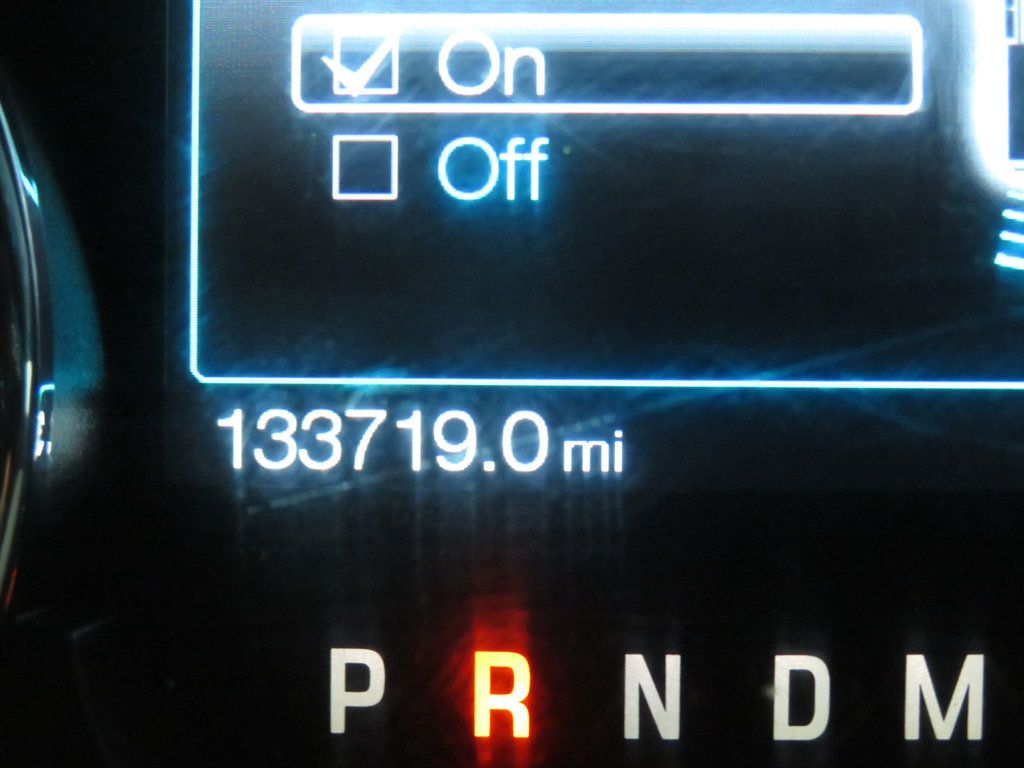 On
Off
133719.0 mi
P R N D M